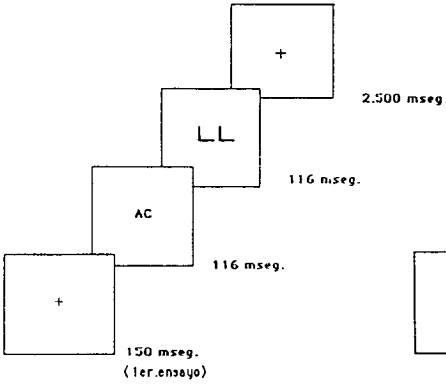 +
2.500 mseg.
LL
116 mseg.
AC
116 mseg.
+
150 mseg.
(1er.ensayo)